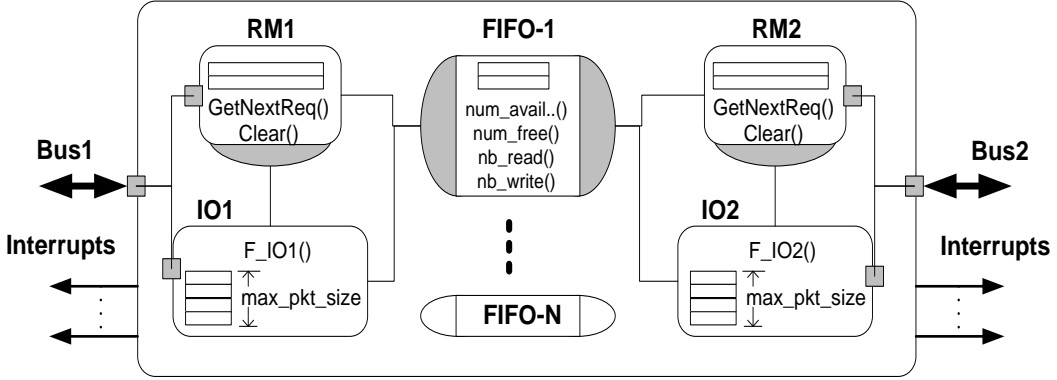 RM1
FIFO-1
RM2
GetNextReq()
Clear()
num_avail..()
num_free()
nb_read()
nb_write()
GetNextReq()
Clear()
Bus1
Bus2
IO1
IO2
Interrupts
F_IO1()
max_pkt_size
F_IO2()
max_pkt_size
Interrupts
FIFO-N